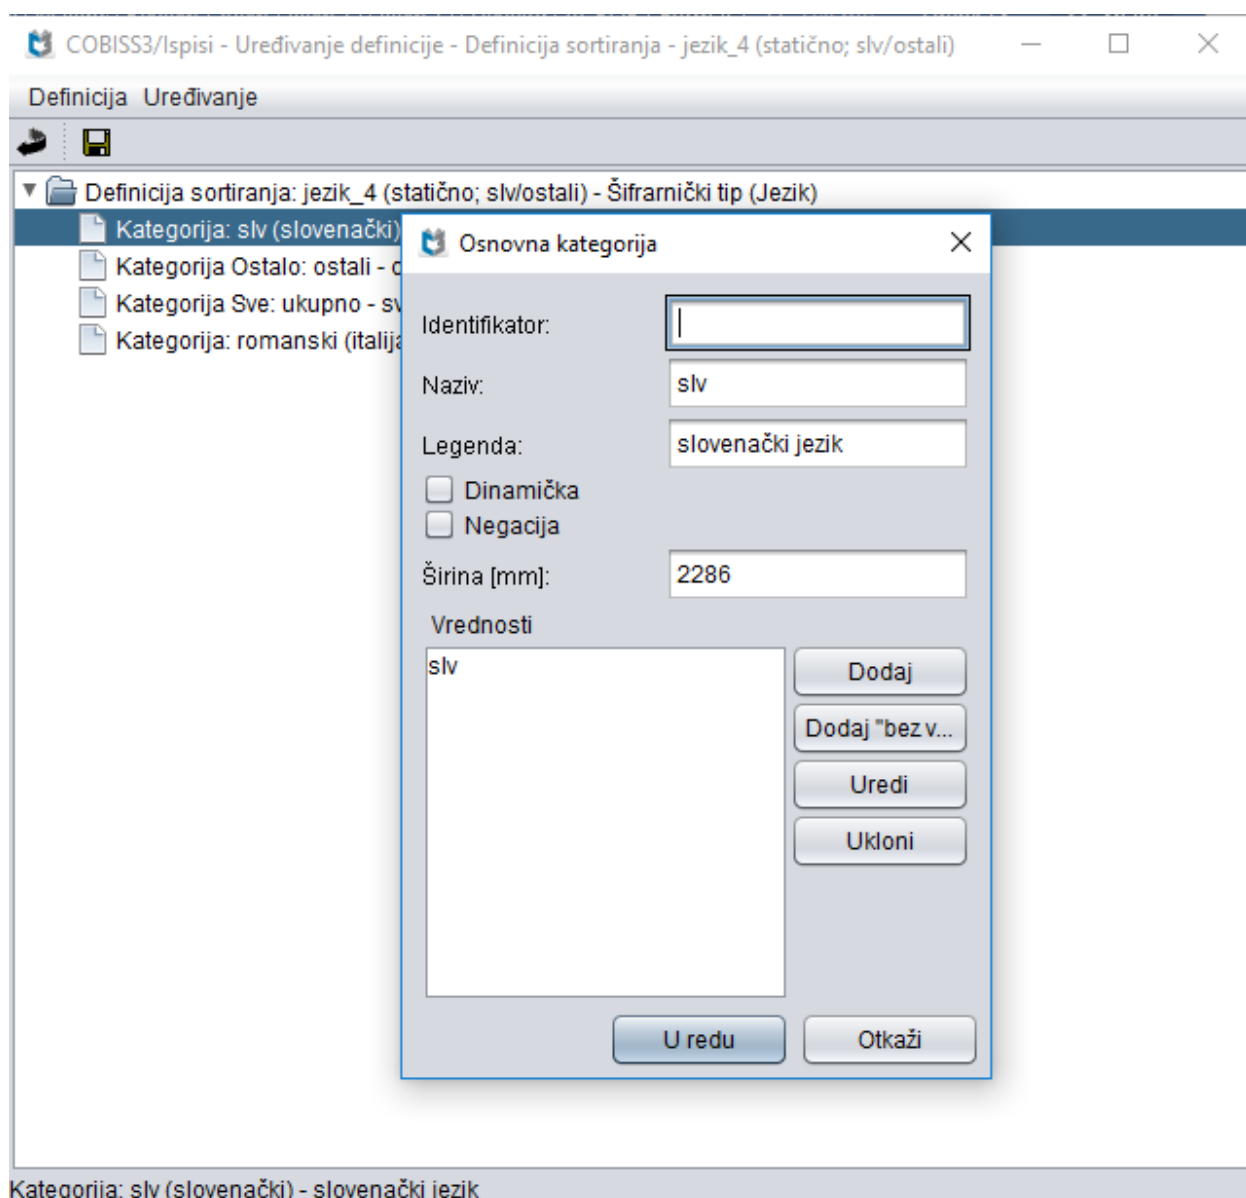 COBISS3/Ispisi - Uređivanje definicije - Definicija sortiranja - jezik_4 (statično; slv/ostali)
Definicija Uređivanje
Definicija sortiranja: jezik_4 (statično; slv/ostali) - Šifrarnički tip (Jezik)
Kategorija: slv (slovenački)
Kategorija Ostalo: ostali -
Kategorija Sve: ukupno -
Kategorija: romanski
Osnovna kategorija
Identifikator:
Naziv: slv
Legenda: slovenački jezik
Dinamička
Negacija
Širina [mm]: 2286
Vrednosti
slv
Dodaj
Dodaj "bez v...
Uredi
Ukloni
U redu Otkaži
Kategorija: slv (slovenački) - slovenački jezik